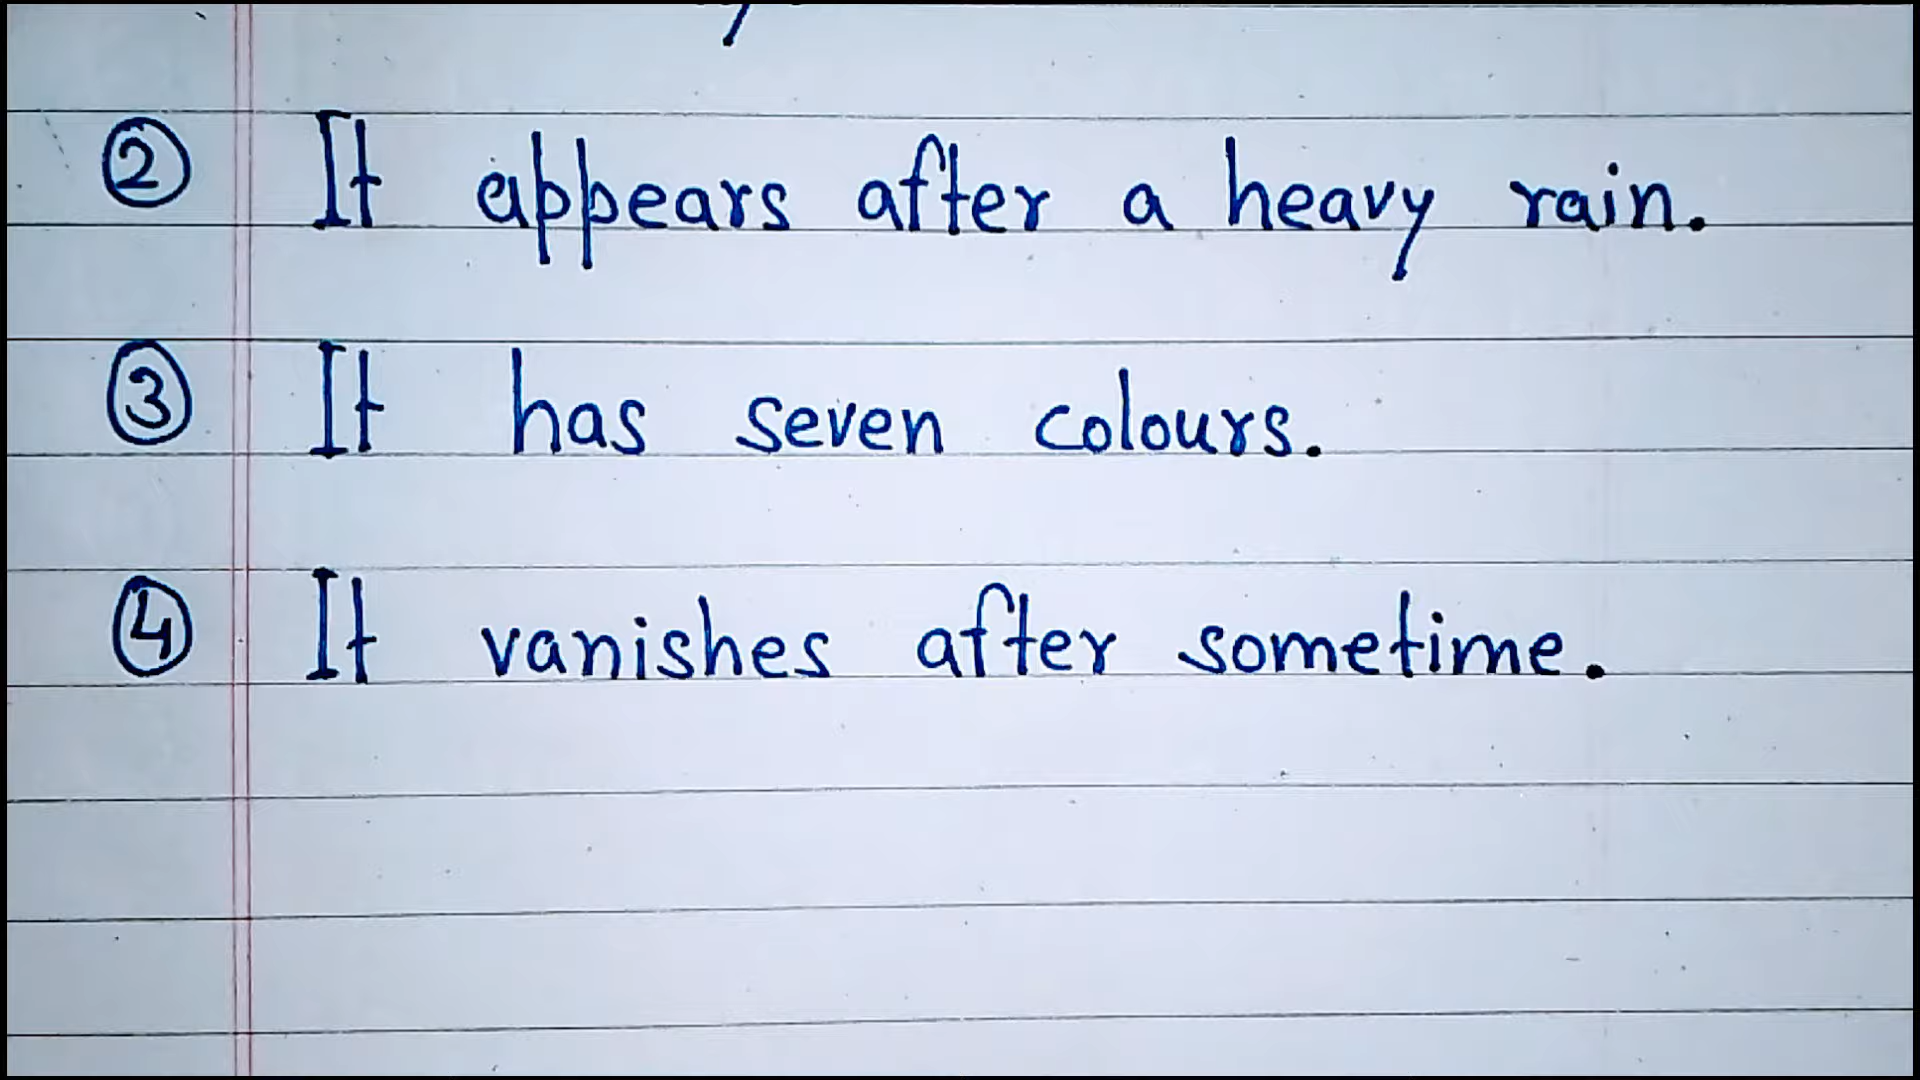 ② It appears after a heavy rain.
③ It has seven colours.
④ It vanishes after sometime.